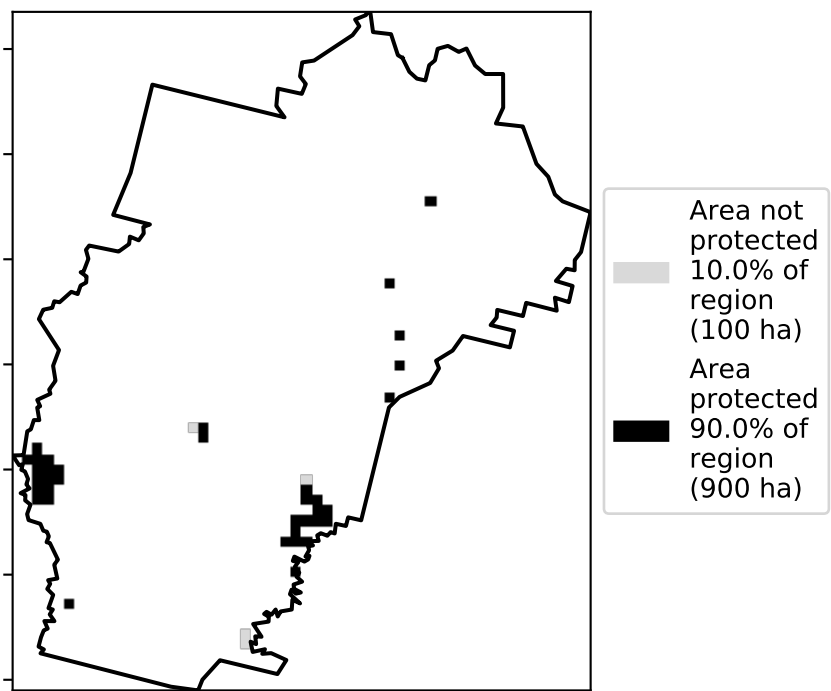 Area not
protected
10.0% of
region
(100 ha)
Area
protected
90.0% of
region
(900 ha)